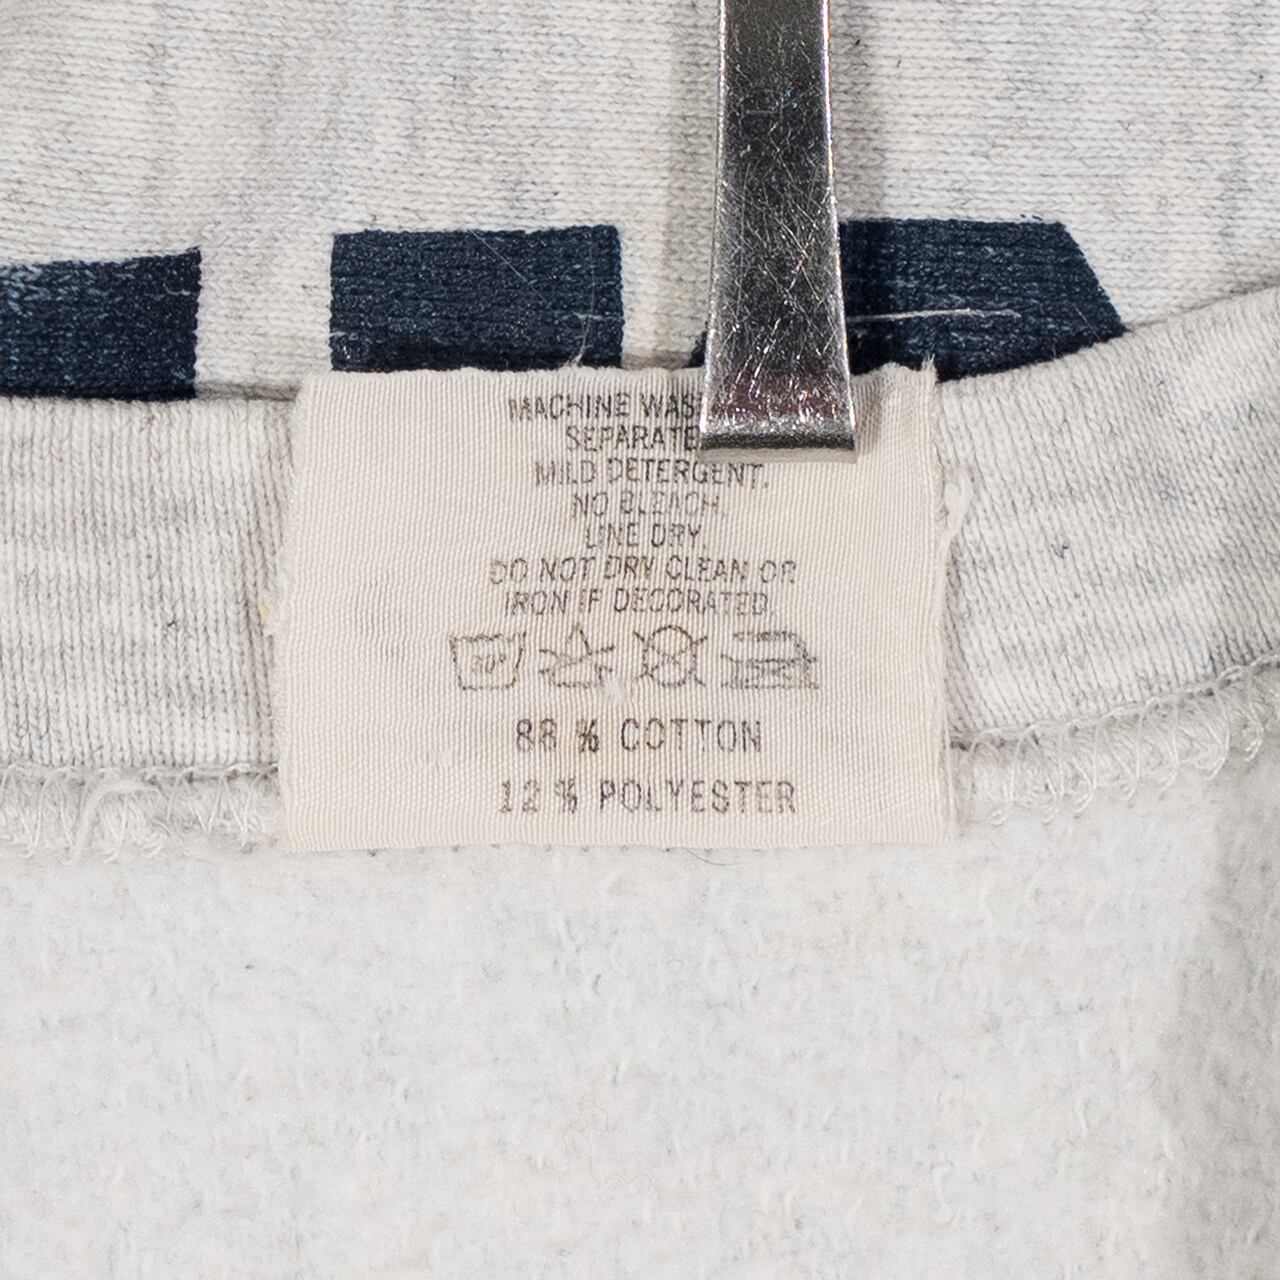 MACHINE WAS
SEPARATE
MILD DETERGENT.
NO BLEACH.
LINE DRY
DO NOT DRY CLEAN OR
IRON IF DECORATED.
30°
88 % COTTON
12 % POLYESTER